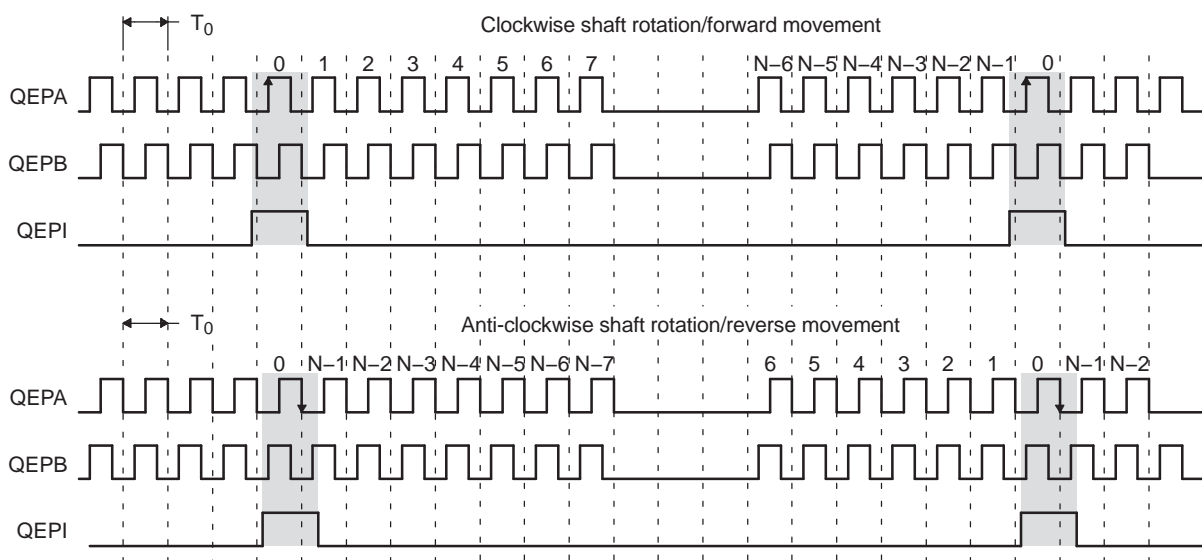 T0 Clockwise shaft rotation/forward movement
0 1 2 3 4 5 6 7 N–6 N–5 N–4 N–3 N–2 N–1 0
QEPA
QEPB
QEPI
T0 Anti-clockwise shaft rotation/reverse movement
0 N–1 N–2 N–3 N–4 N–5 N–6 N–7 6 5 4 3 2 1 0 N–1 N–2
QEPA
QEPB
QEPI